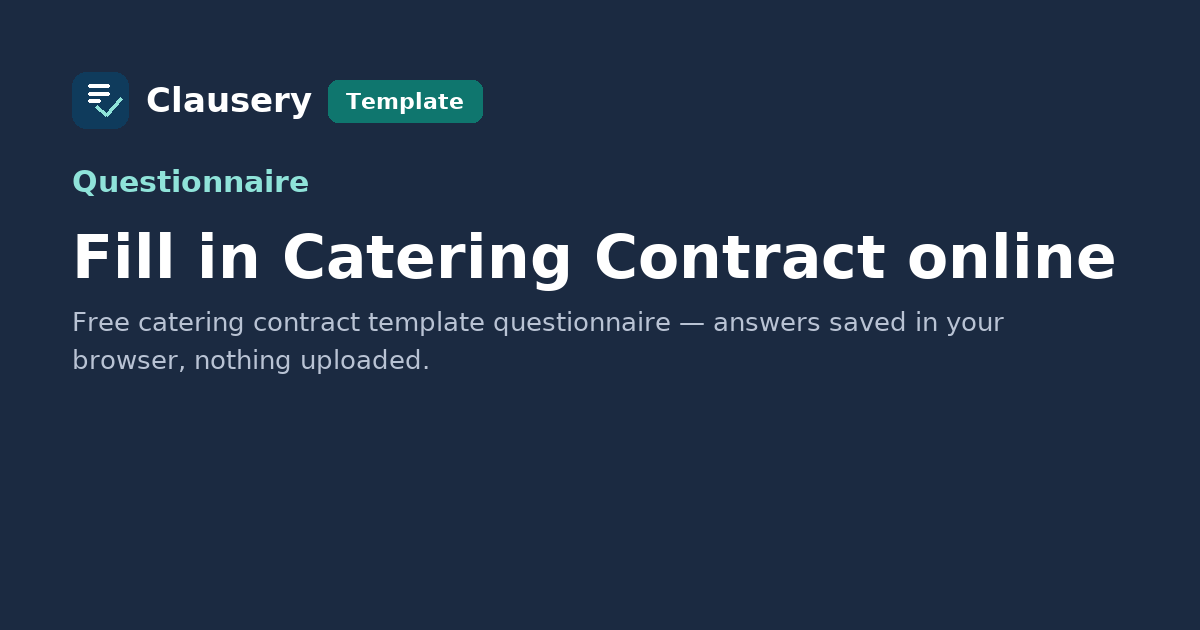 Clausery
Template
Questionnaire
Fill in Catering Contract online
Free catering contract template questionnaire — answers saved in your
browser, nothing uploaded.